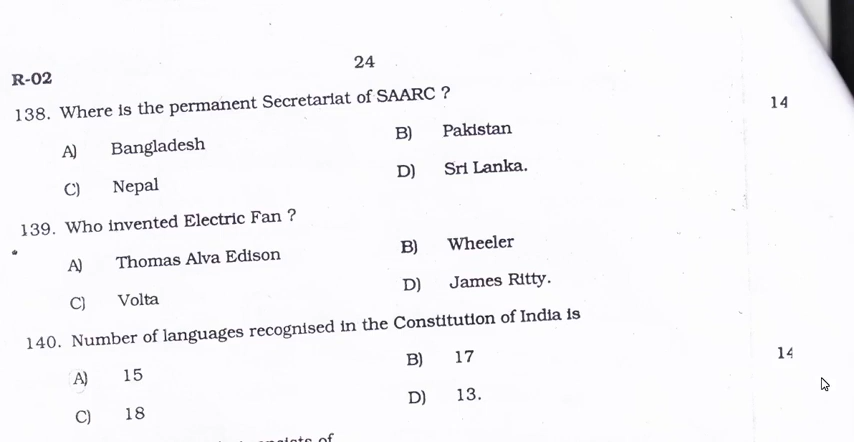 24
R-02
138. Where is the permanent Secretariat of SAARC ?
A) Bangladesh B) Pakistan
C) Nepal D) Sri Lanka.
139. Who invented Electric Fan ?
A) Thomas Alva Edison B) Wheeler
C) Volta D) James Ritty.
140. Number of languages recognised in the Constitution of India is
A) 15 B) 17
C) 18 D) 13.
of
14
14